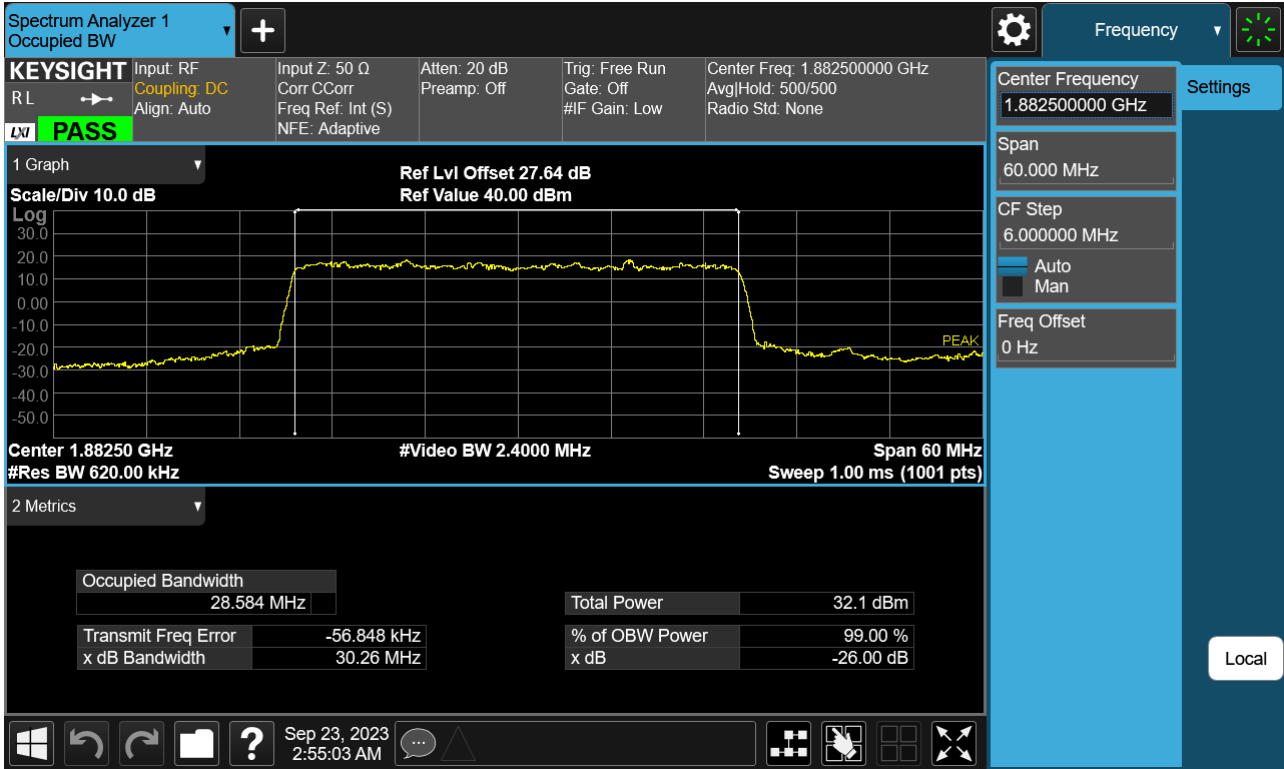 Spectrum Analyzer 1
Occupied BW
▼
+
Frequency
▼
KEYSIGHT
R L
LXI
PASS
Input: RF
Coupling: DC
Align: Auto
Input Z: 50 Ω
Corr CCorr
Freq Ref: Int (S)
NFE: Adaptive
Atten: 20 dB
Preamp: Off
Trig: Free Run
Gate: Off
#IF Gain: Low
Center Freq: 1.882500000 GHz
Avg|Hold: 500/500
Radio Std: None
Center Frequency
1.882500000 GHz
Settings
Span
60.000 MHz
CF Step
6.000000 MHz
Auto
Man
Freq Offset
0 Hz
Local
1 Graph
▼
Ref Lvl Offset 27.64 dB
Scale/Div 10.0 dB
Ref Value 40.00 dBm
Log
30.0
20.0
10.0
0.00
-10.0
-20.0
-30.0
-40.0
-50.0
PEAK
Center 1.88250 GHz
#Video BW 2.4000 MHz
Span 60 MHz
#Res BW 620.00 kHz
Sweep 1.00 ms (1001 pts)
2 Metrics
▼
Occupied Bandwidth
28.584 MHz
Total Power
32.1 dBm
Transmit Freq Error
-56.848 kHz
% of OBW Power
99.00 %
x dB Bandwidth
30.26 MHz
x dB
-26.00 dB
?
Sep 23, 2023
2:55:03 AM